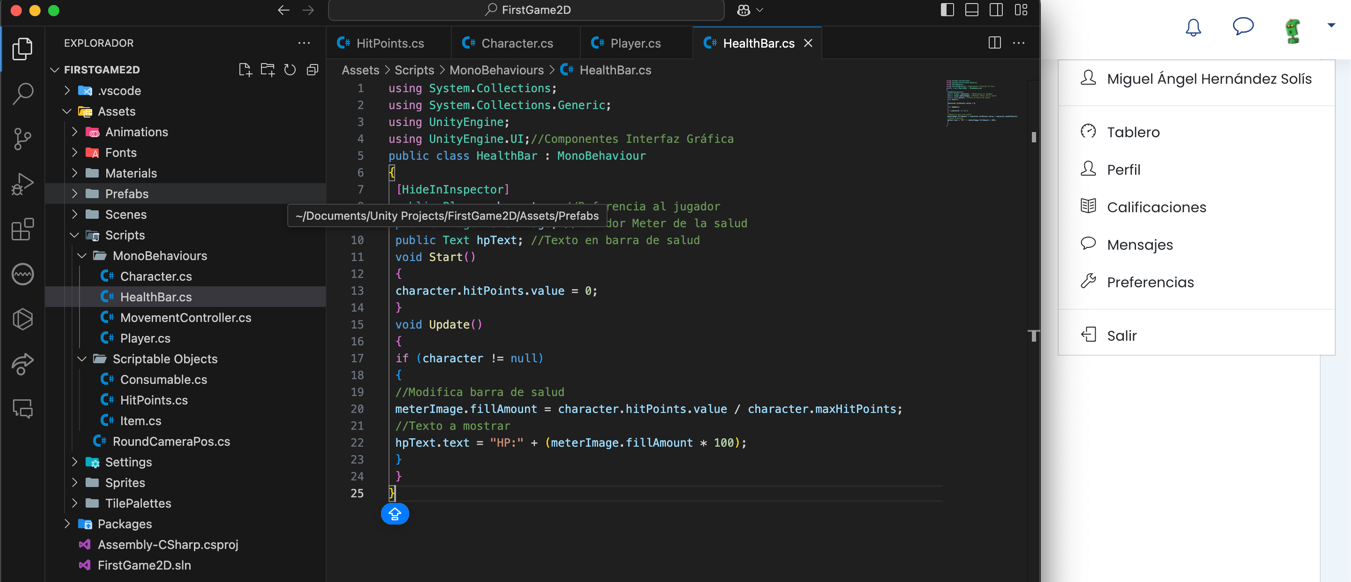 FirstGame2D
EXPLORADOR
FIRSTGAME2D
.vscode
Assets
Animations
Fonts
Materials
Prefabs
Scenes
Scripts
MonoBehaviours
Character.cs
HealthBar.cs
MovementController.cs
Player.cs
Scriptable Objects
Consumable.cs
HitPoints.cs
Item.cs
RoundCameraPos.cs
Settings
Sprites
TilePalettes
Packages
Assembly-CSharp.csproj
FirstGame2D.sln
HitPoints.cs
Character.cs
Player.cs
HealthBar.cs
Assets > Scripts > MonoBehaviours > HealthBar.cs
1 using System.Collections;
2 using System.Collections.Generic;
3 using UnityEngine;
4 using UnityEngine.UI;//Componentes Interfaz Gráfica
5 public class HealthBar : MonoBehaviour
6 {
7 [HideInInspector]
al jugador
~/Documents/Unity Projects/FirstGame2D/Assets/Prefabs
Meter de la salud
10 public Text hpText; //Texto en barra de salud
11 void Start()
12 {
13 character.hitPoints.value = 0;
14 }
15 void Update()
16 {
17 if (character != null)
18 {
19 //Modifica barra de salud
20 meterImage.fillAmount = character.hitPoints.value / character.maxHitPoints;
21 //Texto a mostrar
22 hpText.text = "HP:" + (meterImage.fillAmount * 100);
23 }
24 }
25 }
Miguel Ángel Hernández Solís
Tablero
Perfil
Calificaciones
Mensajes
Preferencias
Salir